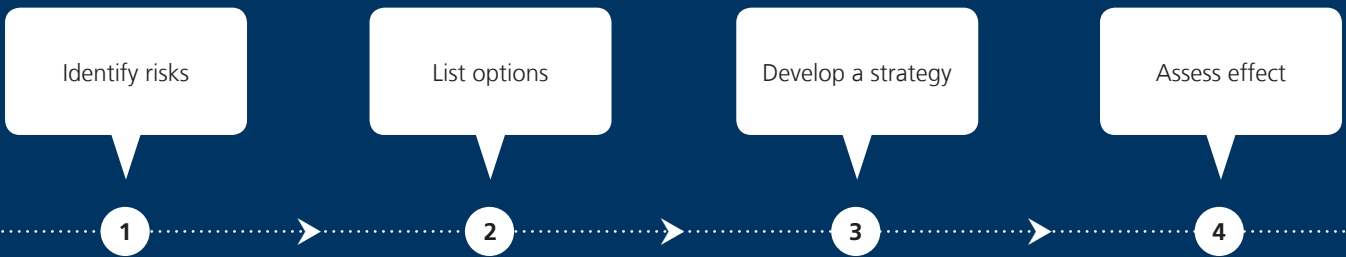 Identify risks
List options
Develop a strategy
Assess effect
1
2
3
4